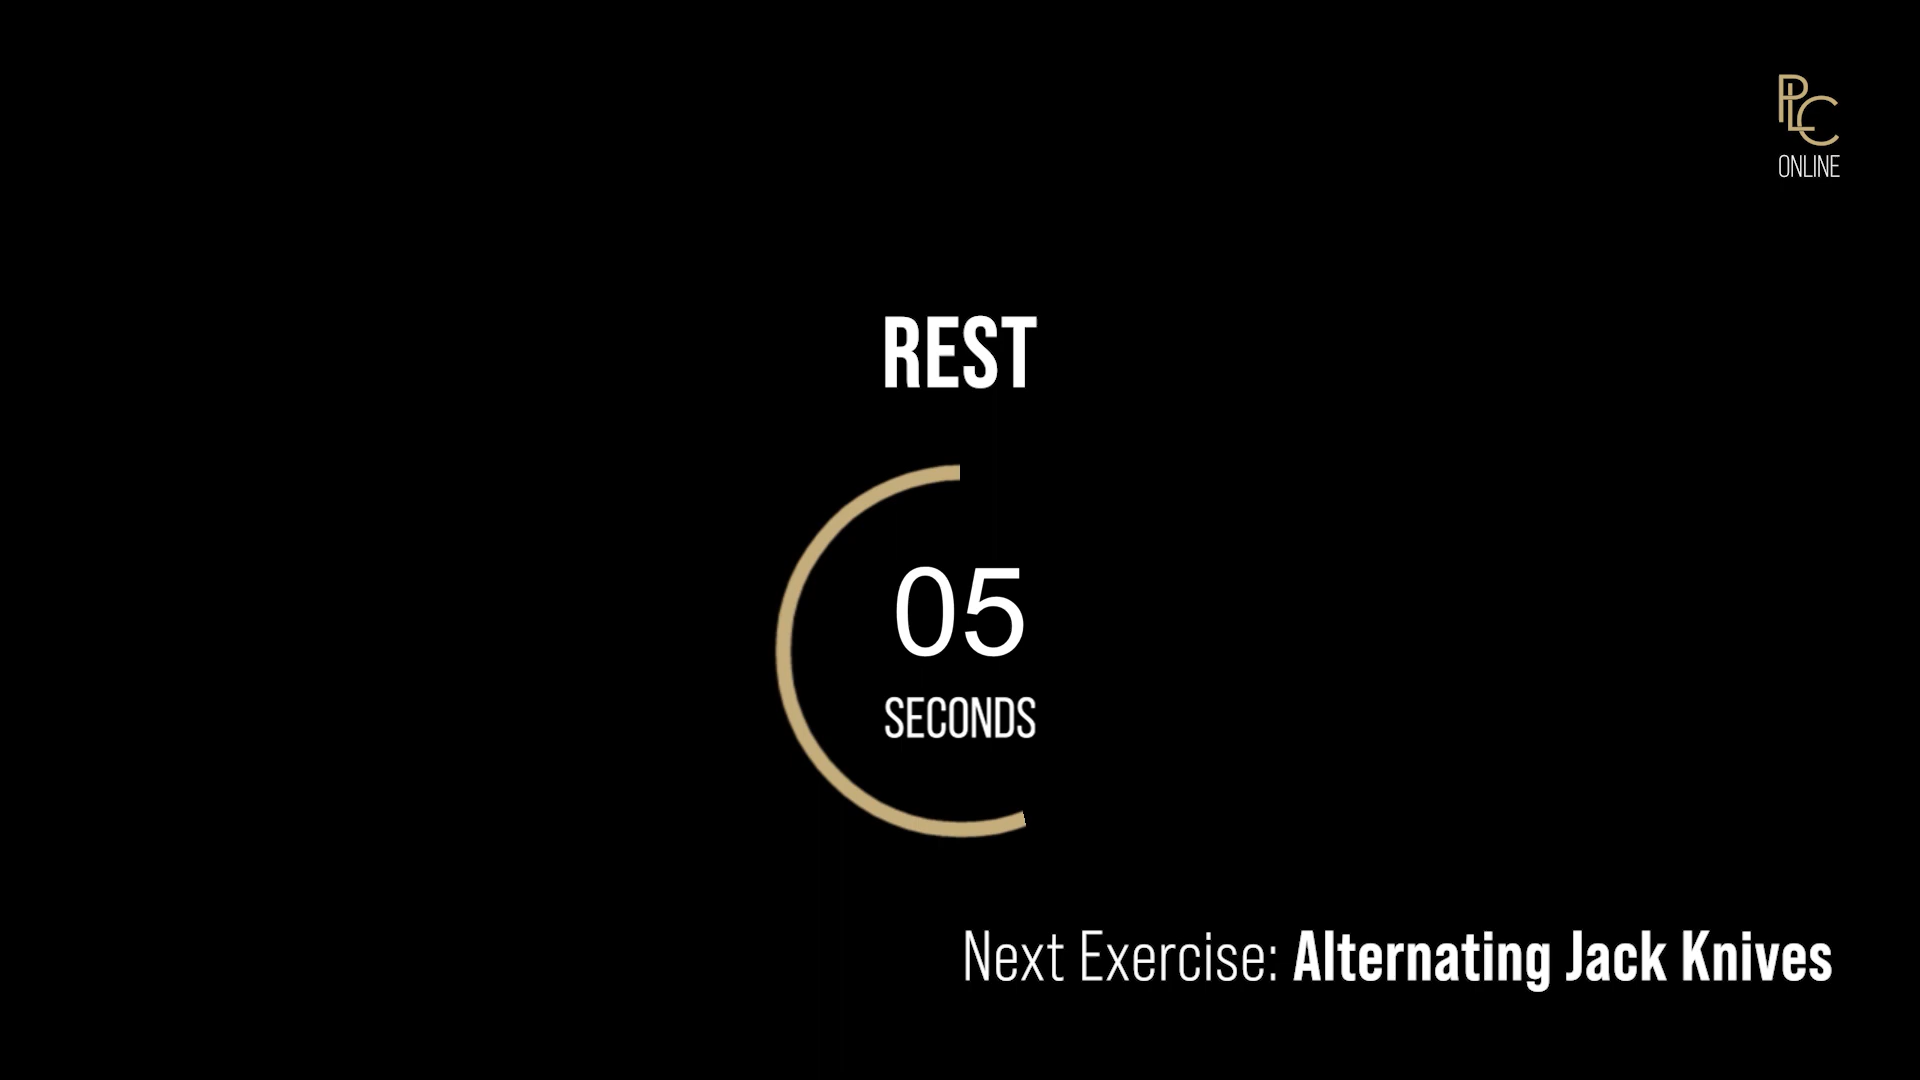 PLC
ONLINE
REST
05
SECONDS
Next Exercise: Alternating Jack Knives